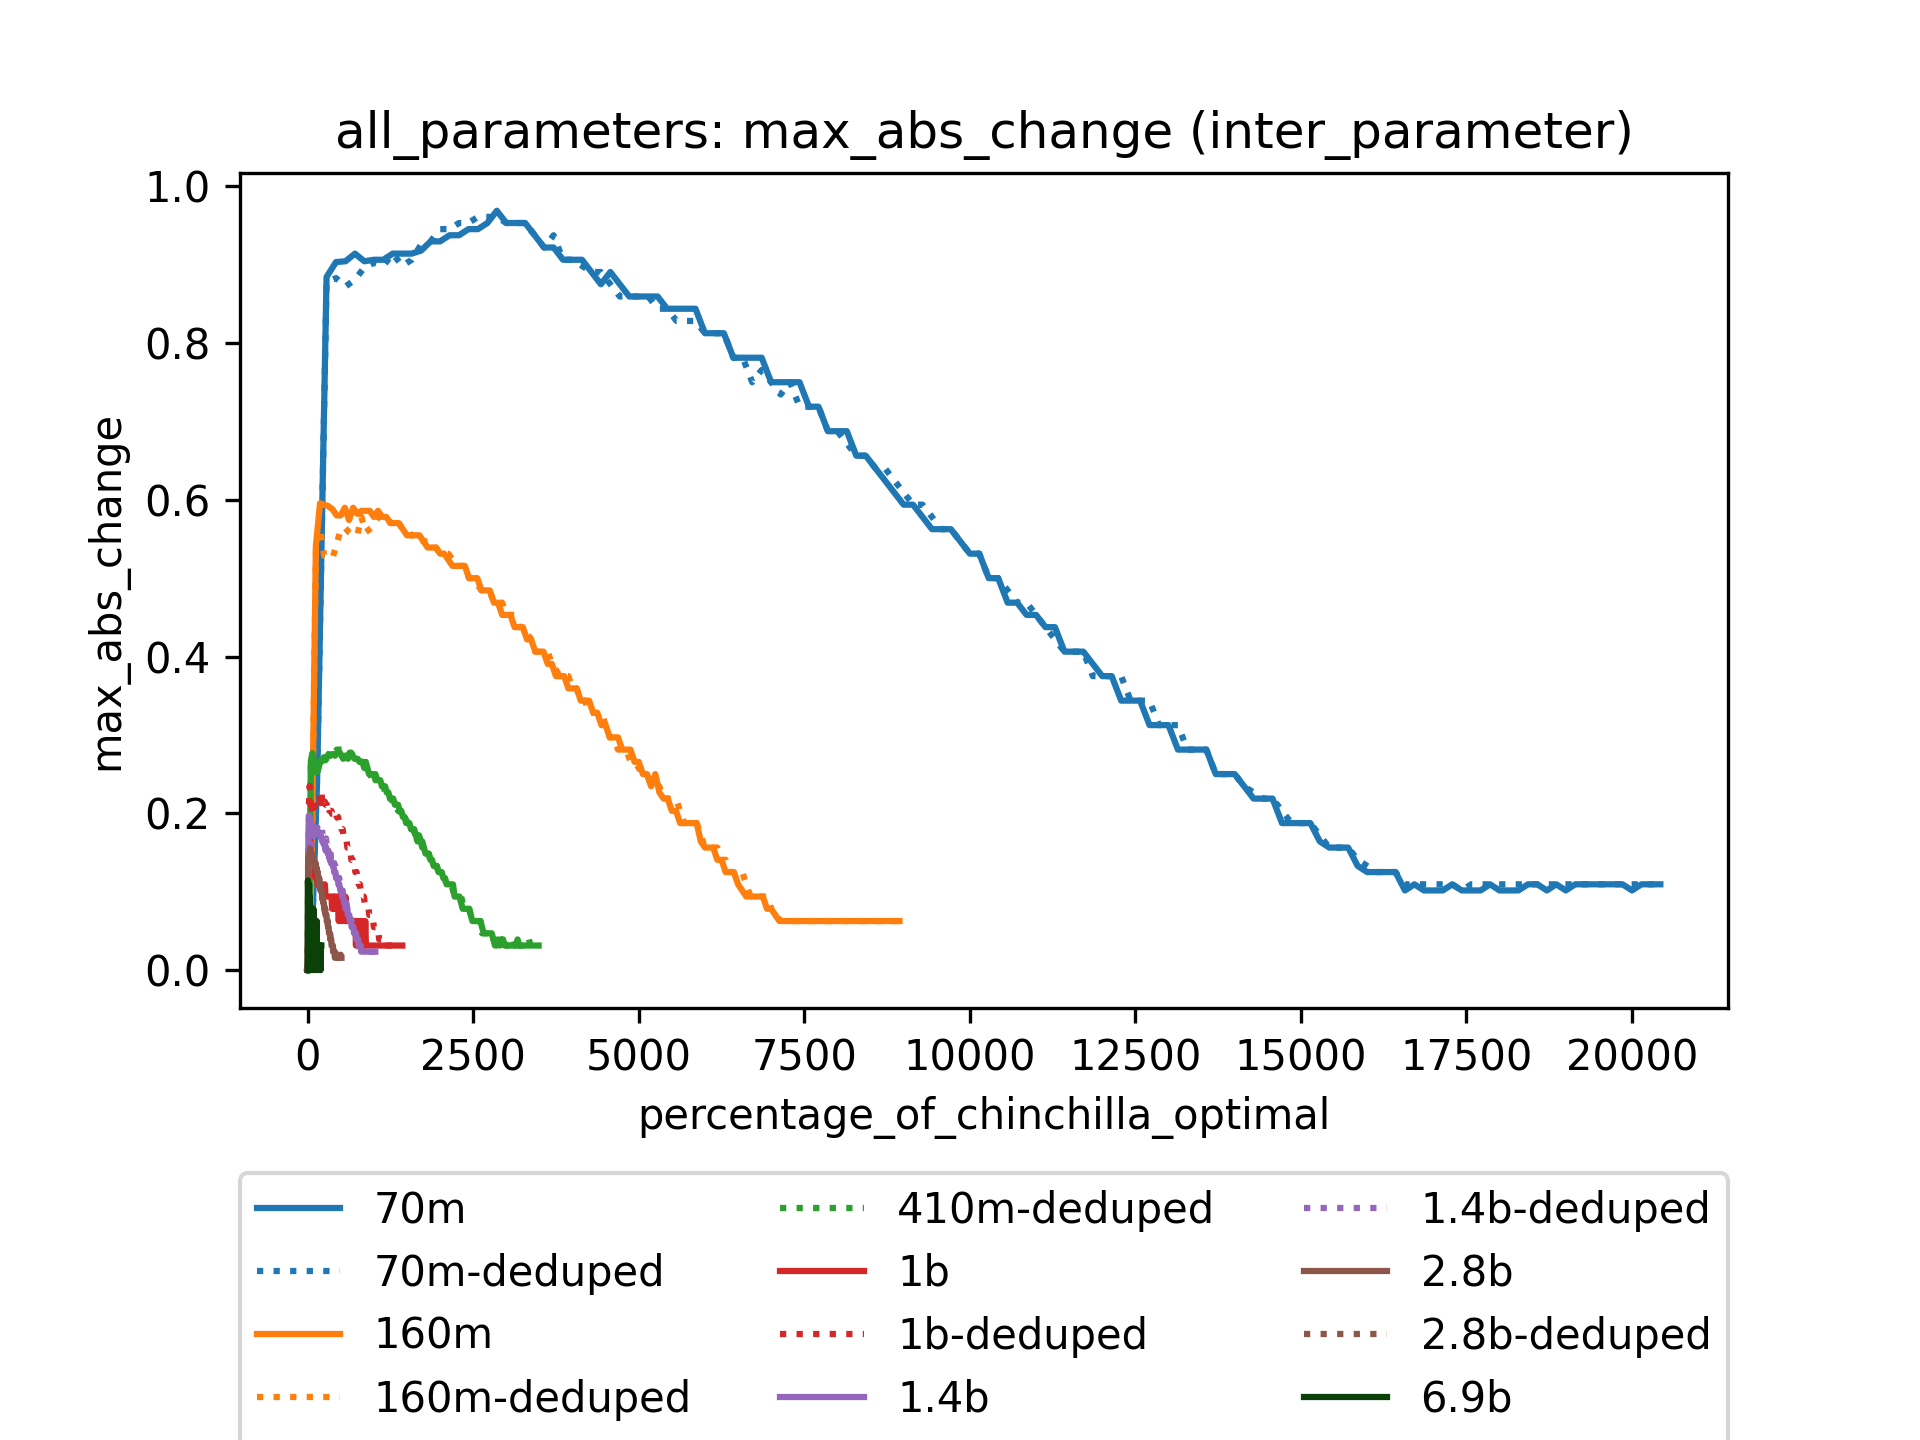 all_parameters: max_abs_change (inter_parameter)
max_abs_change
1.0
0.8
0.6
0.4
0.2
0.0
0 2500 5000 7500 10000 12500 15000 17500 20000
percentage_of_chinchilla_optimal
70m 410m-deduped 1.4b-deduped
70m-deduped 1b 2.8b
160m 1b-deduped 2.8b-deduped
160m-deduped 1.4b 6.9b